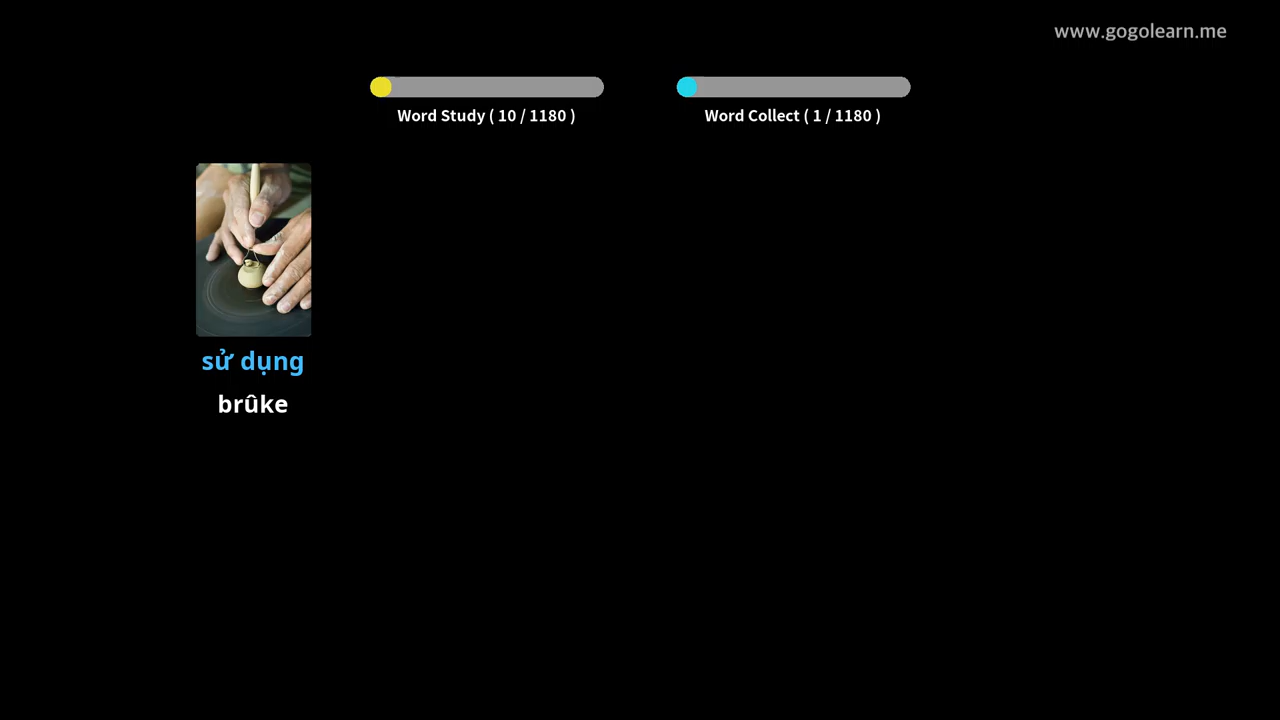 www.gogolearn.me
Word Study ( 10 / 1180 )
Word Collect ( 1 / 1180 )
sử dụng
brûke